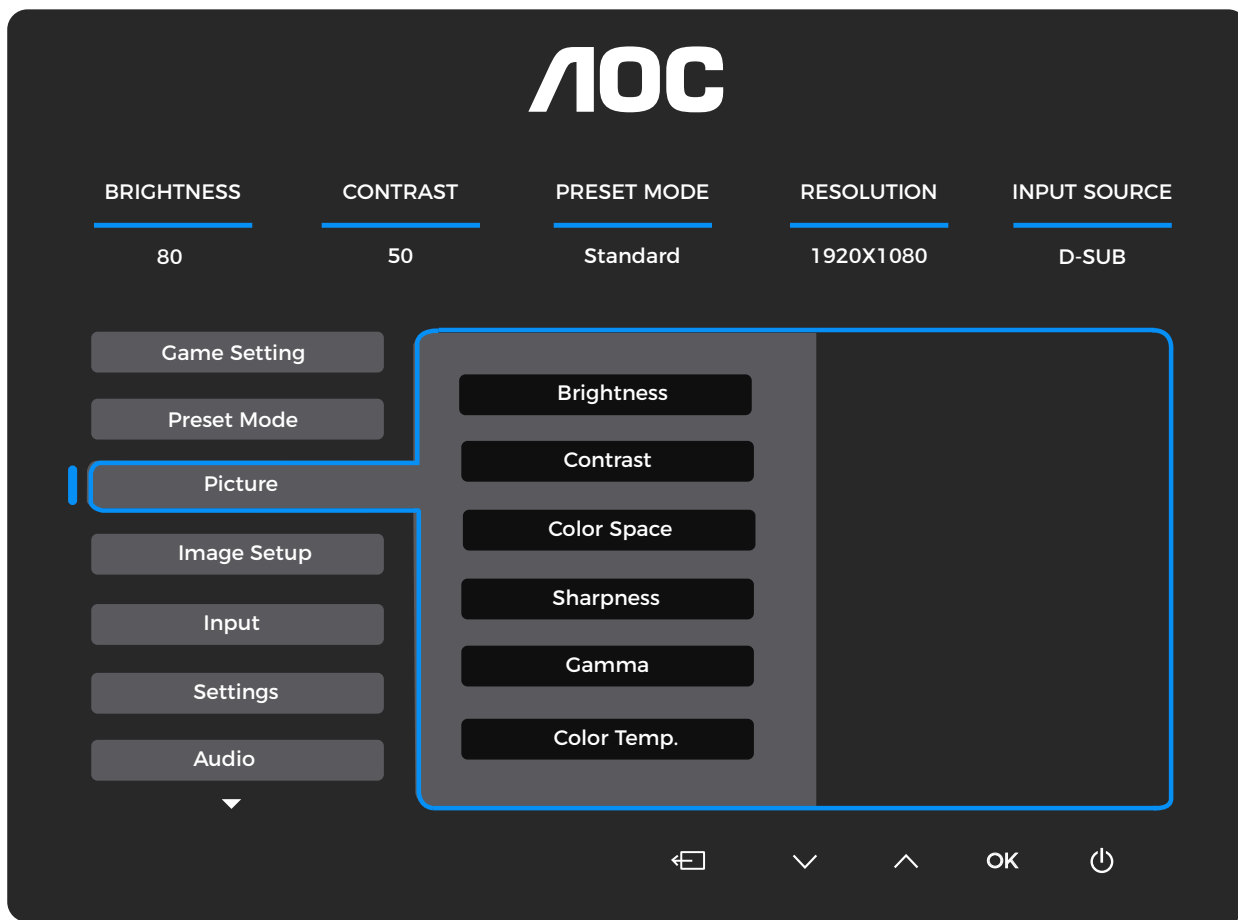 AOC
BRIGHTNESS CONTRAST PRESET MODE RESOLUTION INPUT SOURCE
80 50 Standard 1920X1080 D-SUB
Game Setting
Preset Mode
Picture
Image Setup
Input
Settings
Audio
Brightness
Contrast
Color Space
Sharpness
Gamma
Color Temp.
OK